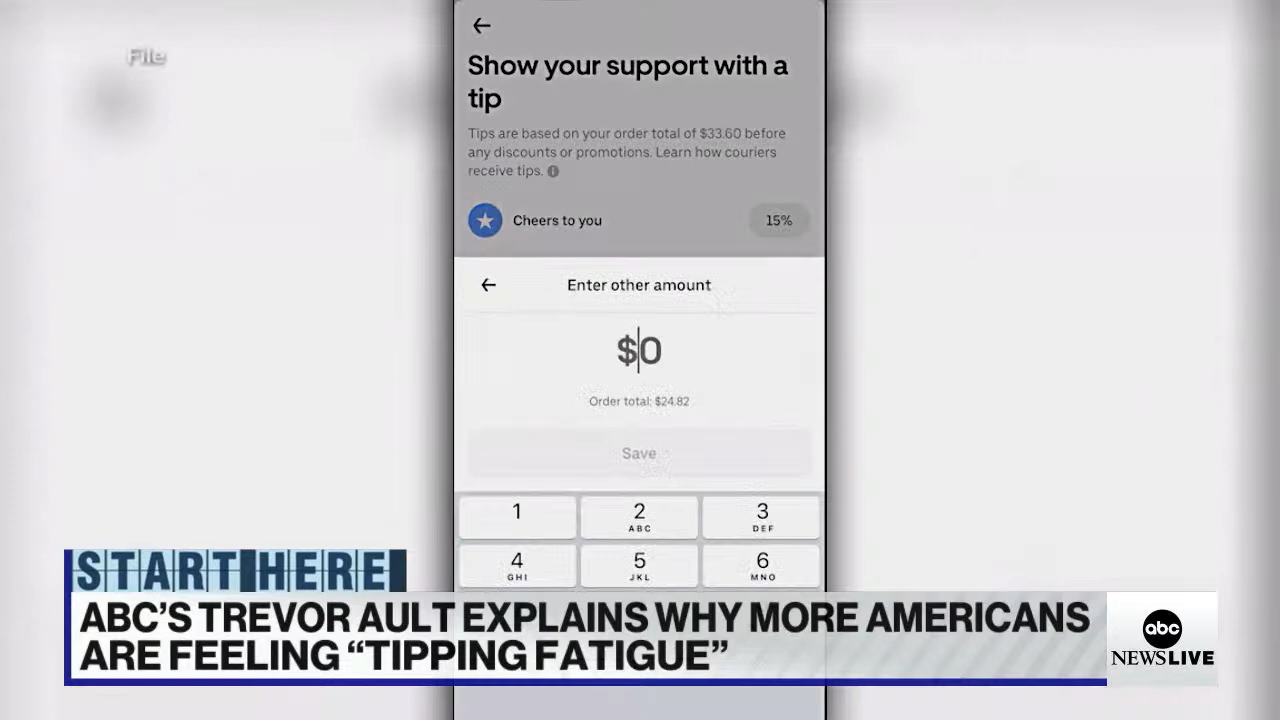 File
Show your support with a
tip
Tips are based on your order total of $33.60 before
any discounts or promotions. Learn how couriers
receive tips.
Cheers to you
15%
Enter other amount
$0
Order total: $24.82
Save
1
2
ABC
3
DEF
4
GHI
5
JKL
6
MNO
START HERE
ABC'S TREVOR AULT EXPLAINS WHY MORE AMERICANS
ARE FEELING “TIPPING FATIGUE”
abc
NEWS LIVE